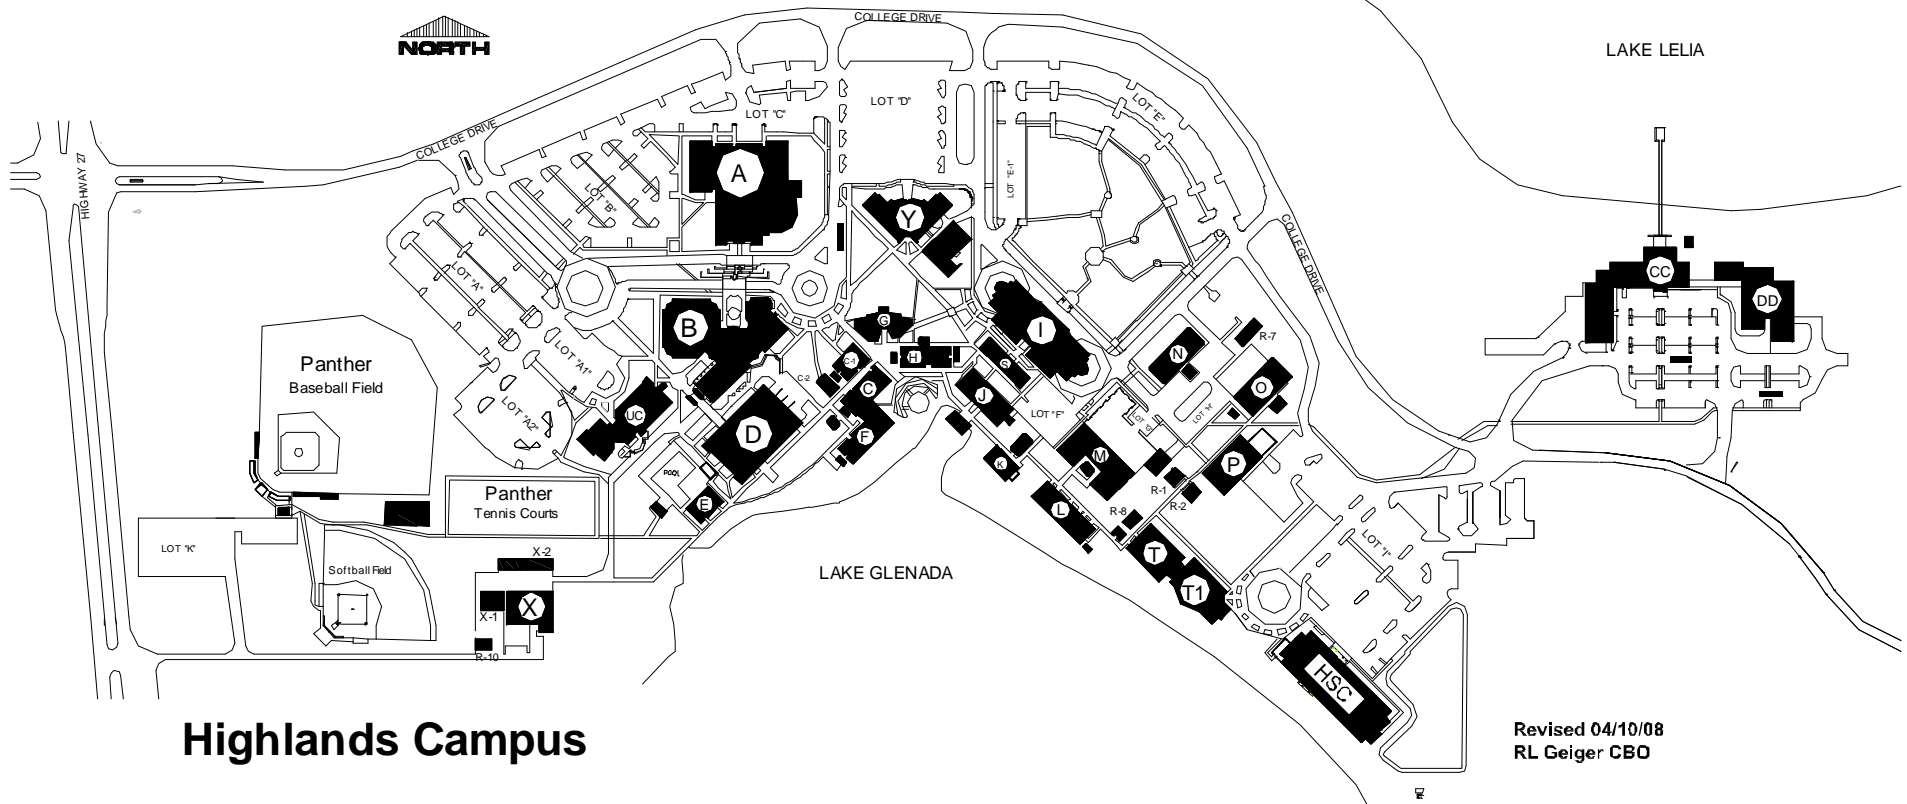 COLLEGE DRIVE
LAKE LELIA
NORTH
LOT "C"
LOT "D"
LOT "E"
COLLEGE DRIVE
HIGHWAY 27
A
LOT "B"
LOT "E-1"
Y
COLLEGE DRIVE
LOT "A"
CC
DD
B
G
I
R-7
N
Panther
Baseball Field
LOT "A1"
C-1
H
S
C-2
C
J
O
LOT "A2"
UC
LOT "F"
LOT "G"
LOT "H"
D
F
M
K
P
POOL
Panther
Tennis Courts
E
L
R-1
R-2
R-8
LOT "K"
X-2
T
LOT "I"
Softball Field
LAKE GLENADA
T1
X
X-1
R-10
HSC
Highlands Campus
Revised 04/10/08
RL Geiger CBO